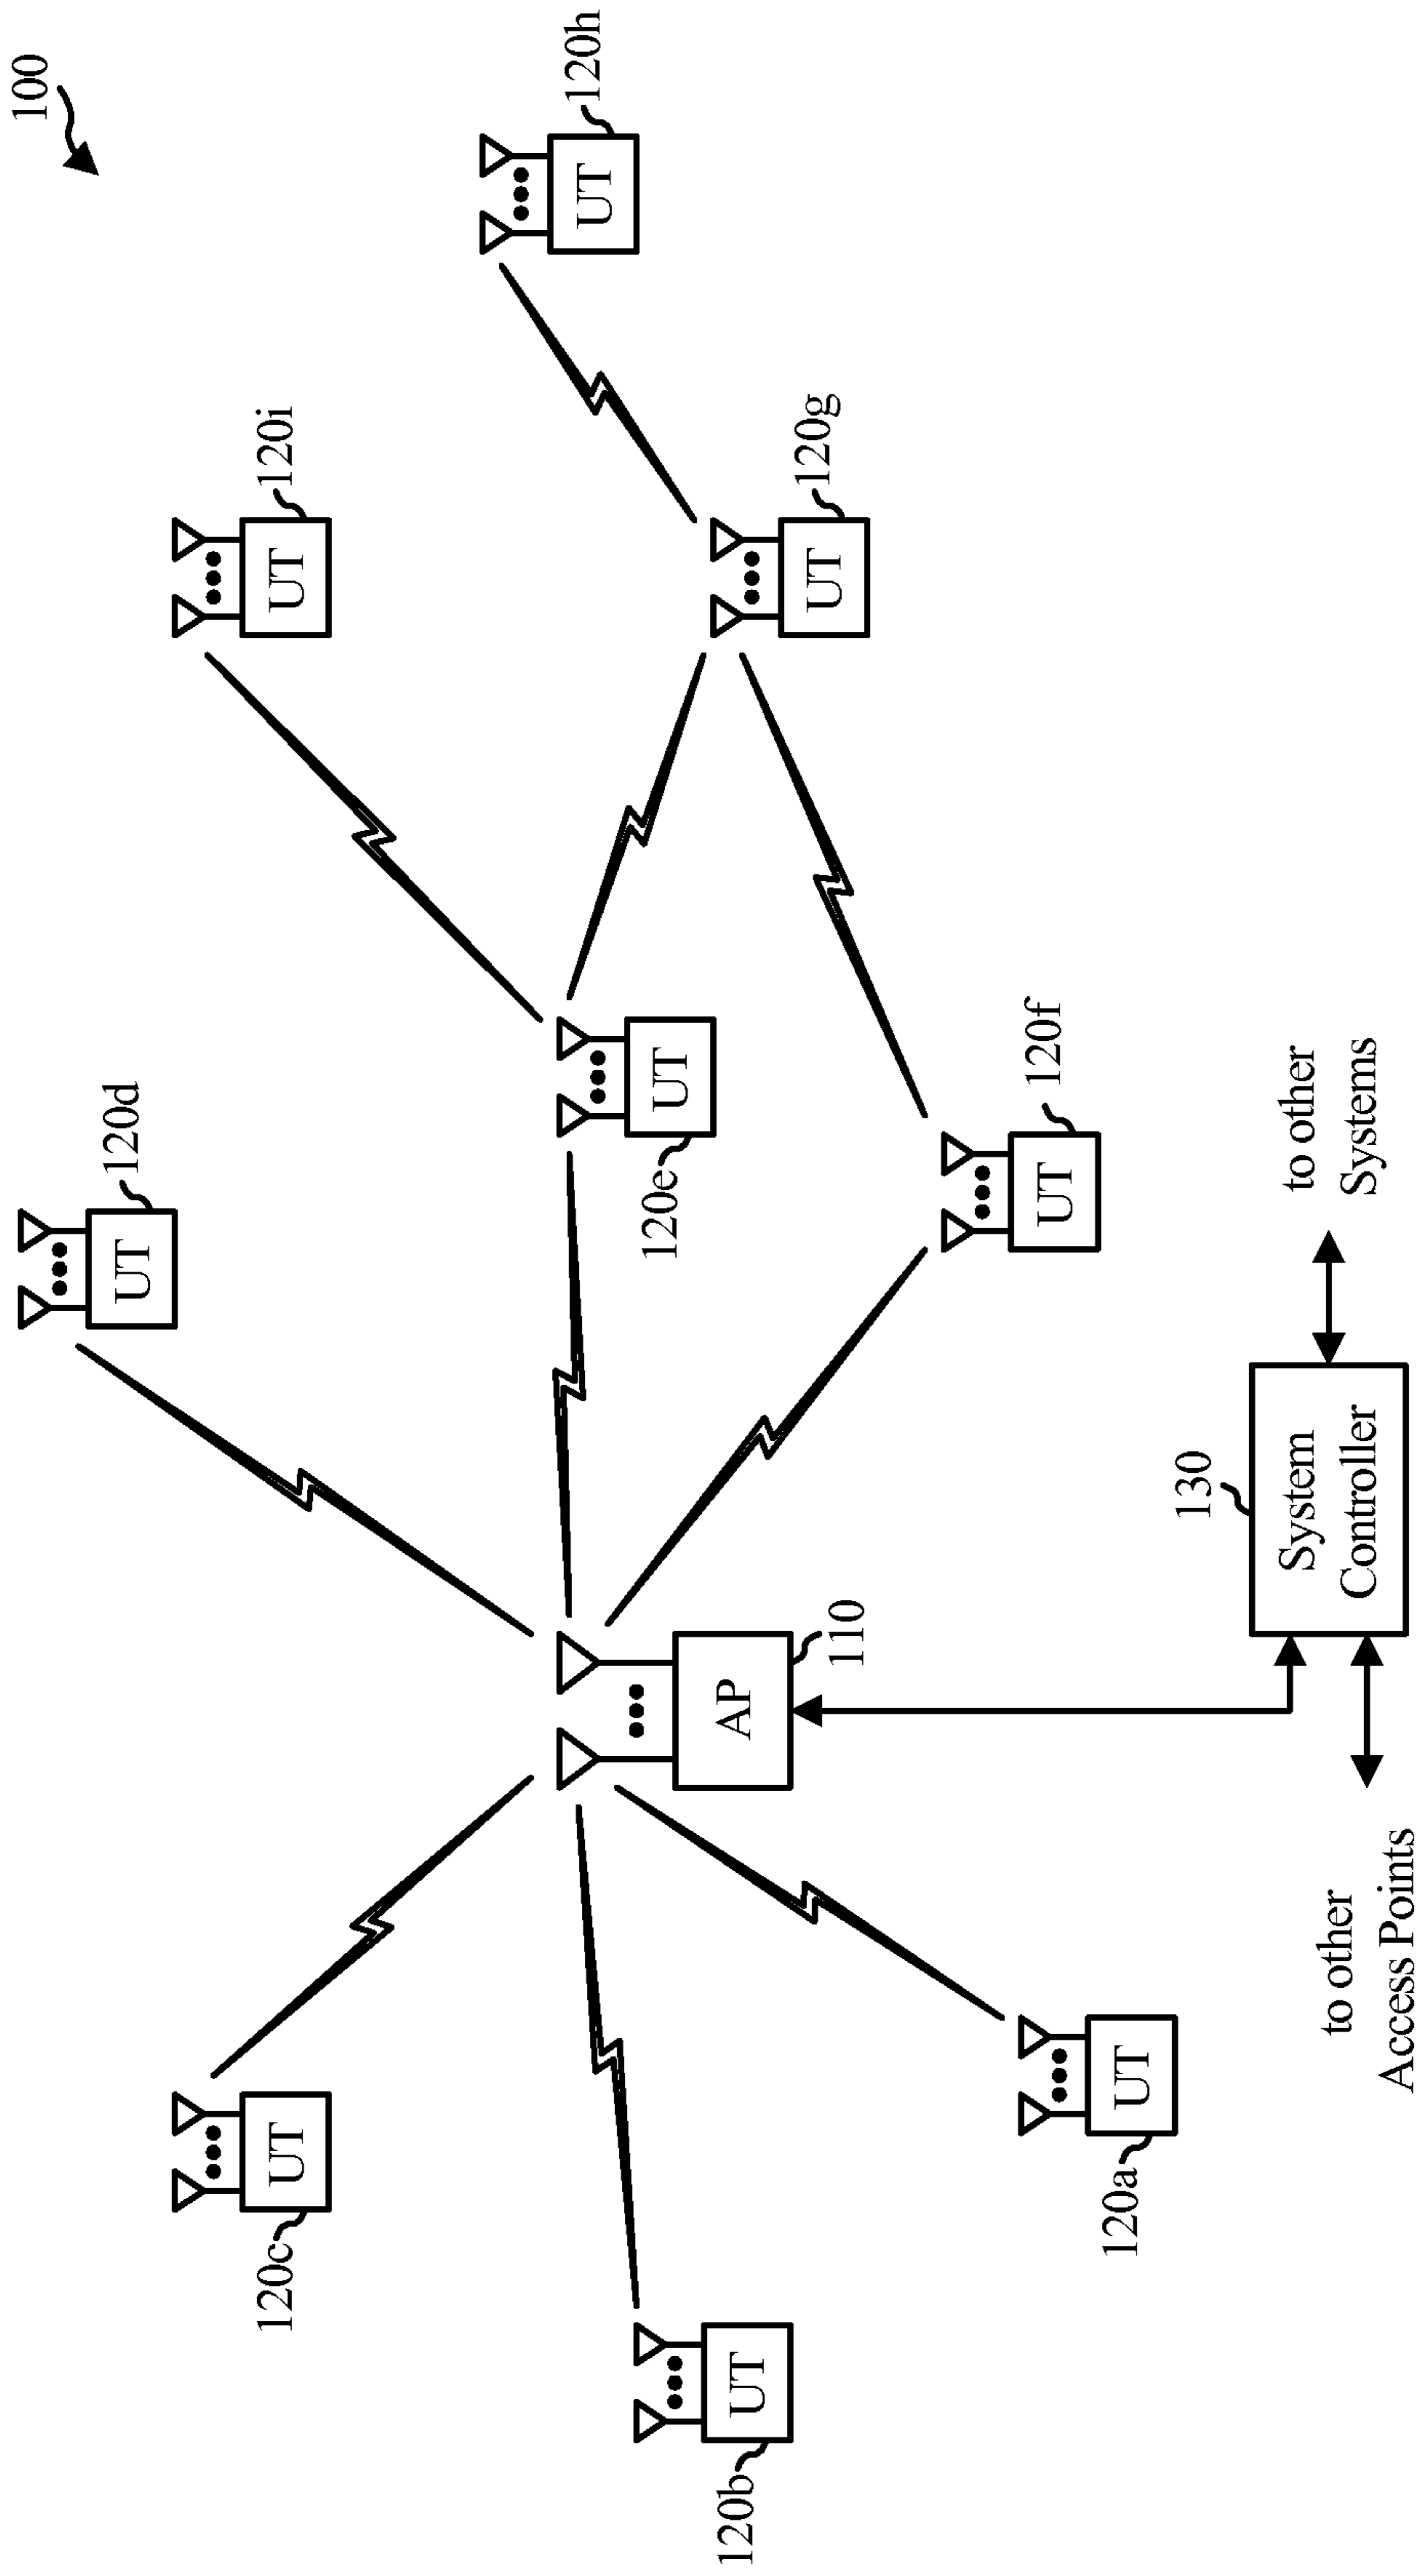 100
120d
UT
120i
UT
120c
UT
120h
UT
120e
UT
120g
UT
120b
UT
AP
110
120f
UT
120a
UT
130
System
Controller
to other
Systems
to other
Access Points